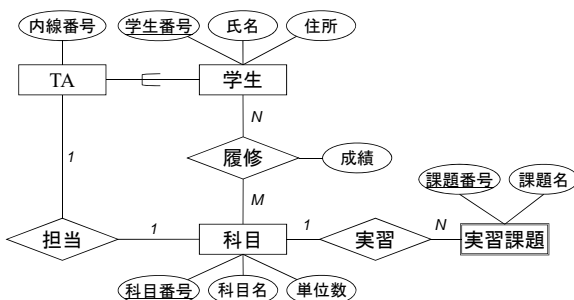 内線番号 学生番号 氏名 住所
TA 学生
N
1 履修 成績
課題番号 課題名
M
担当 1 科目 1 実習 N 実習課題
科目番号 科目名 単位数